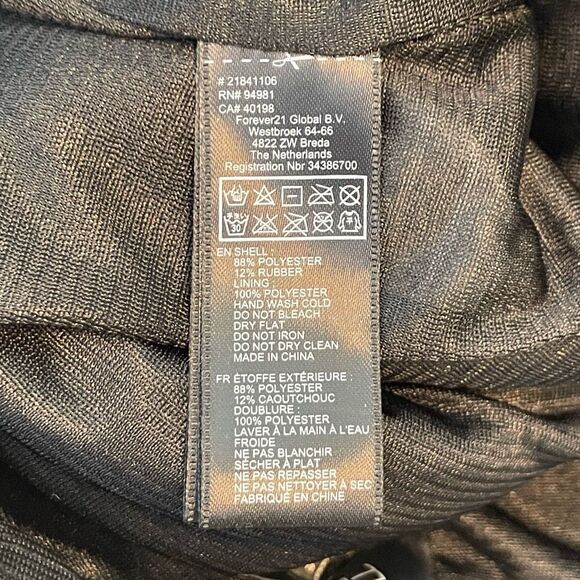 # 21841106
RN# 94981
CA# 40198
Forever21 Global B.V.
Westbroek 64-66
4822 ZW Breda
The Netherlands
Registration Nbr 34386700
30
EN SHELL :
88% POLYESTER
12% RUBBER
LINING
100% POLYESTER
HAND WASH COLD
DO NOT BLEACH
DRY FLAT
DO NOT IRON
DO NOT DRY CLEAN
MADE IN CHINA
FR ÉTOFFE EXTÉRIEURE :
88% POLYESTER
12% CAOUTCHOUC
DOUBLURE :
100% POLYESTER
LAVER À LA MAIN À L'EAU
FROIDE
NE PAS BLANCHIR
SÉCHER À PLAT
NE PAS REPASSER
NE PAS NETTOYER À SEC
FABRIQUÉ EN CHINE